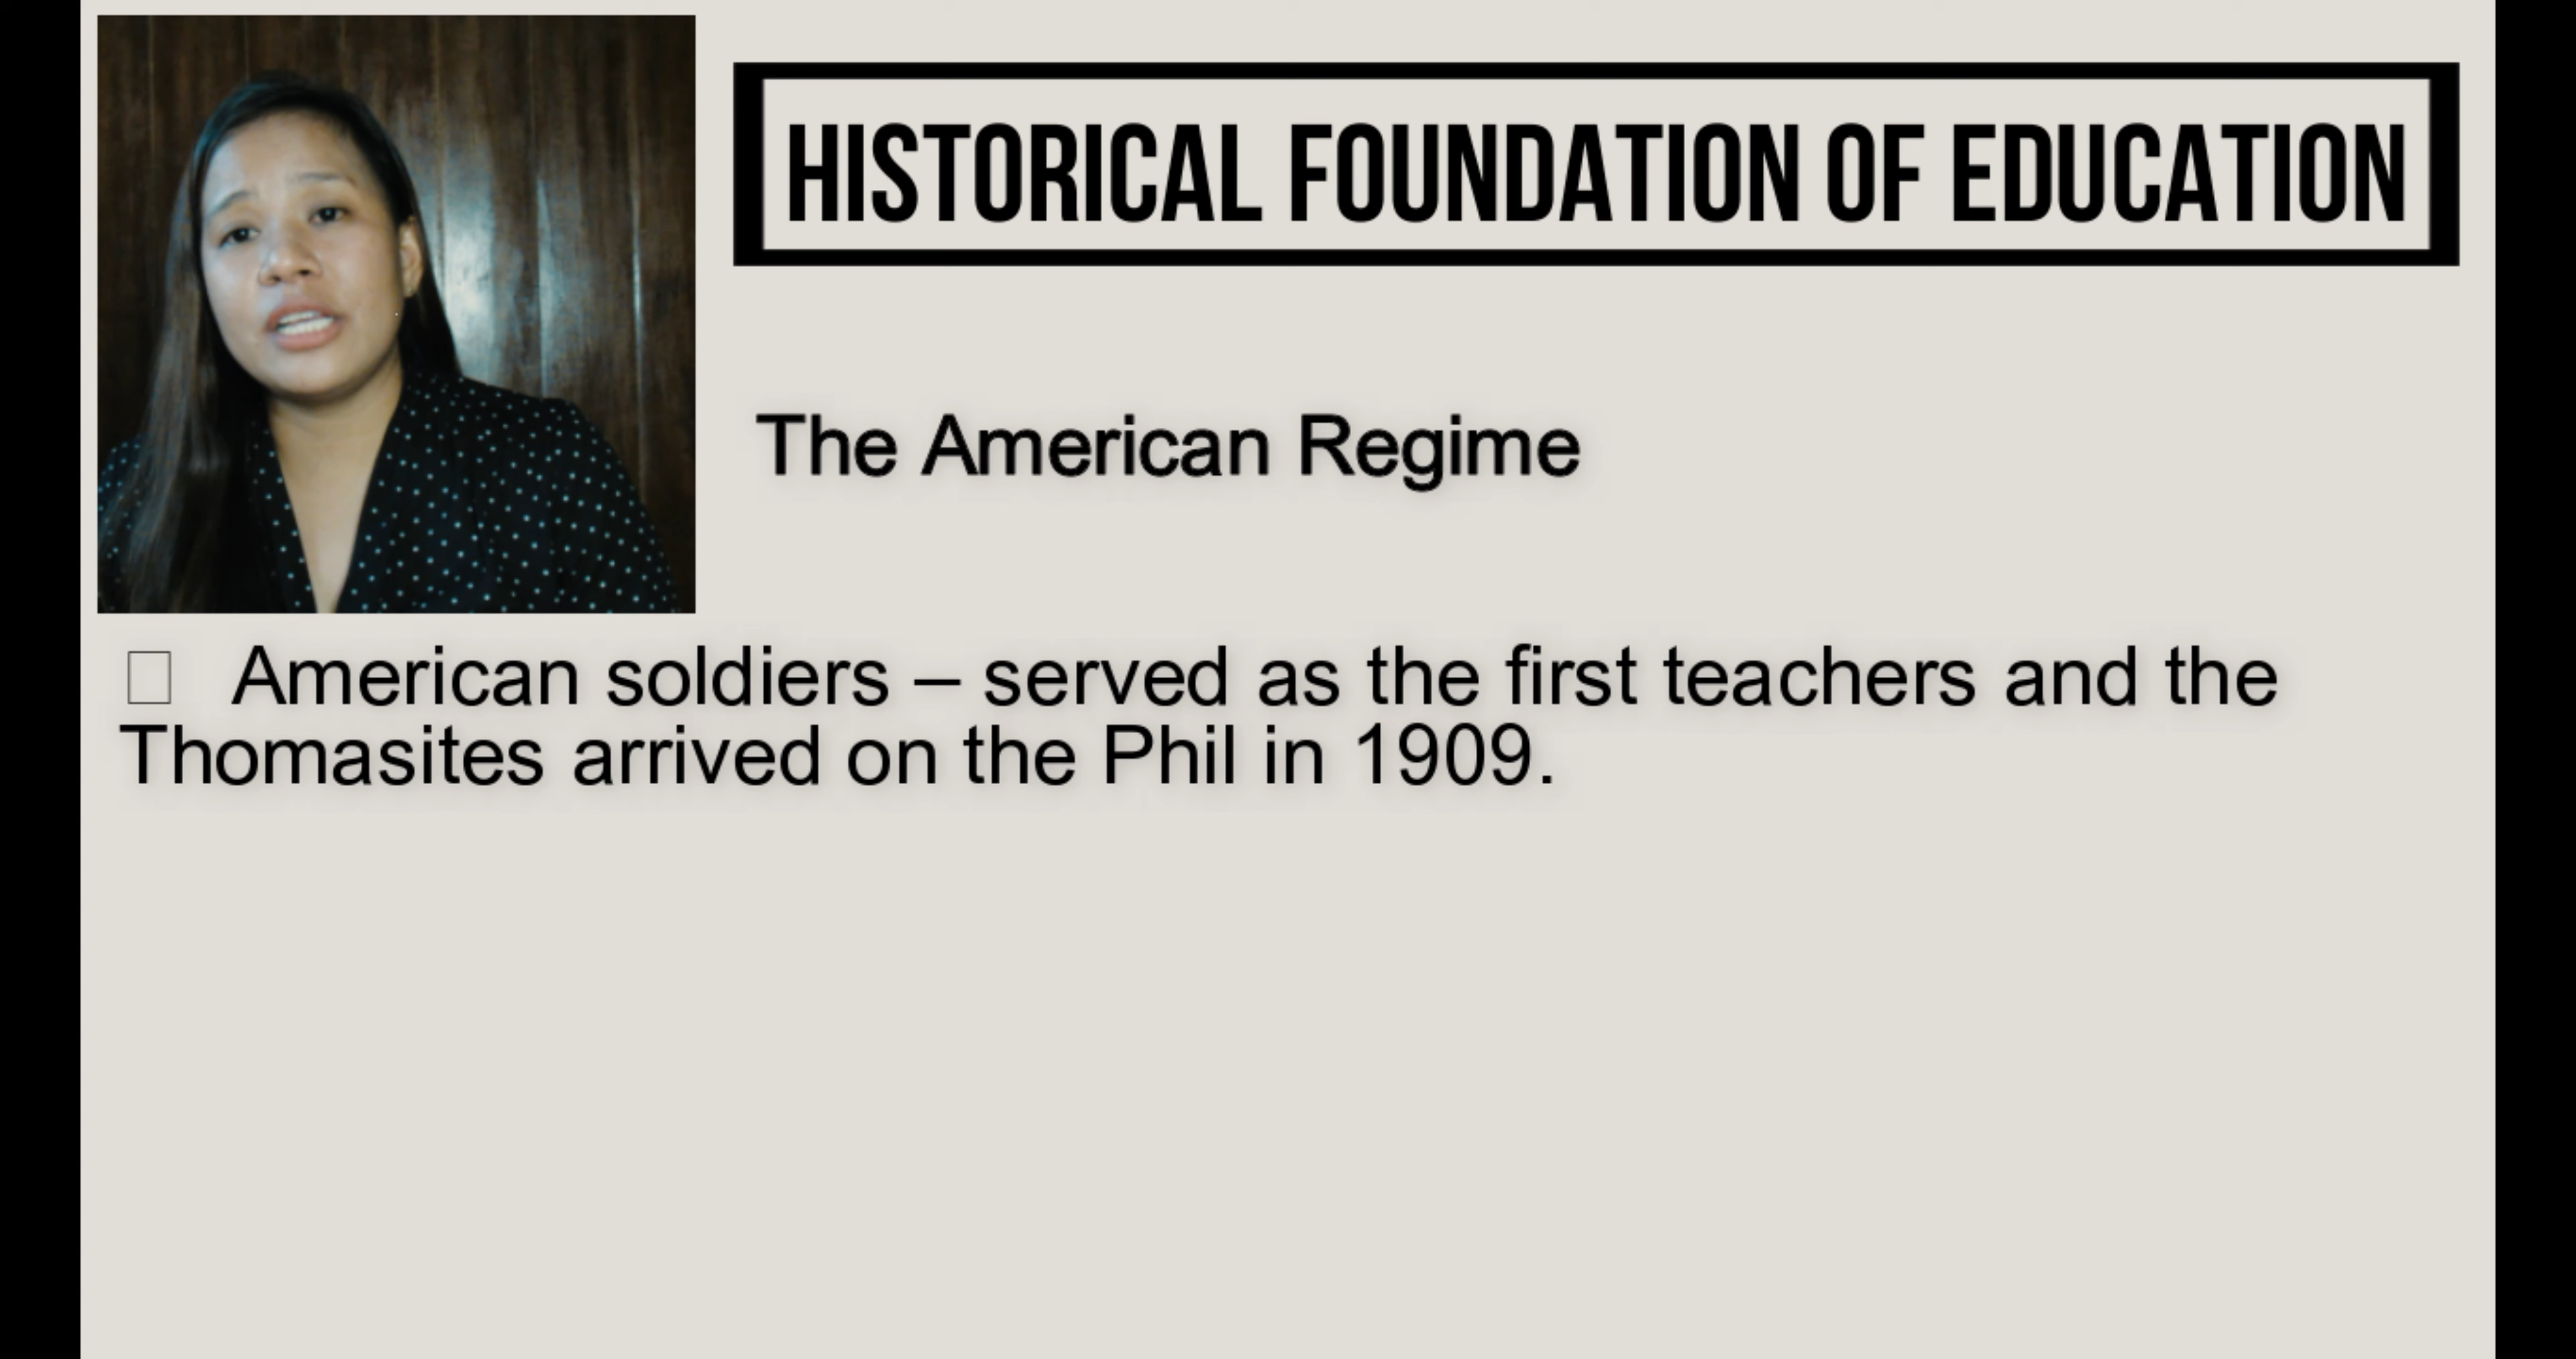 HISTORICAL FOUNDATION OF EDUCATION
The American Regime
American soldiers – served as the first teachers and the
Thomasites arrived on the Phil in 1909.